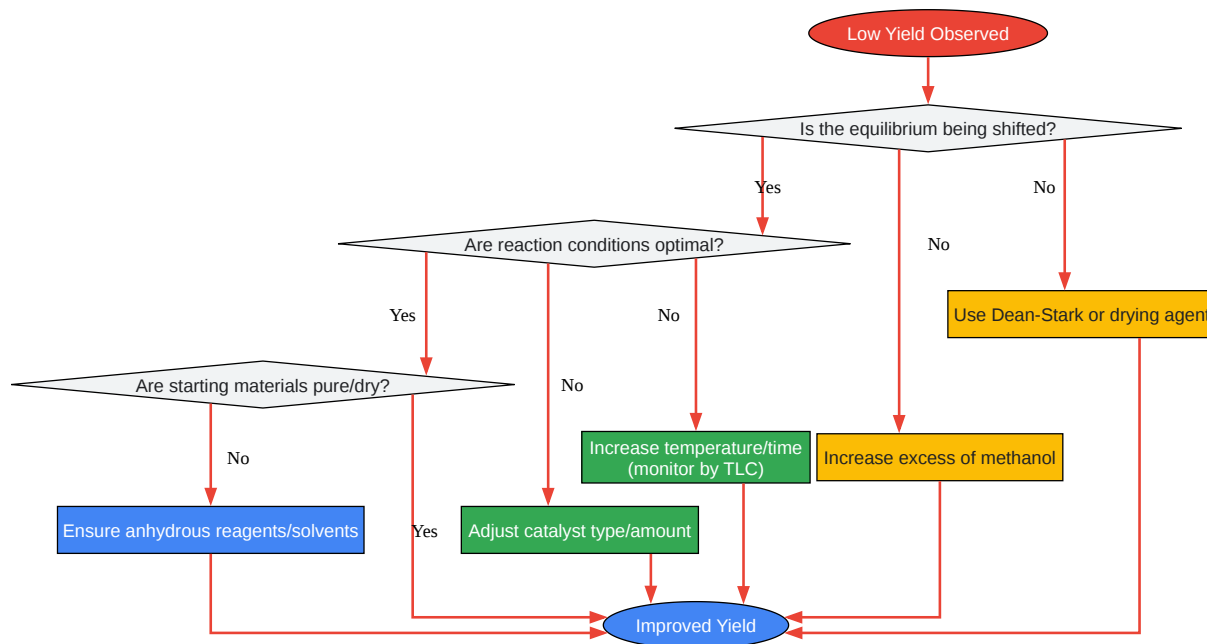 Low Yield Observed
Is the equilibrium being shifted?
Yes
No
No
Are reaction conditions optimal?
Use Dean-Stark or drying agent
Yes
No
Are starting materials pure/dry?
No
Increase temperature/time
(monitor by TLC)
Increase excess of methanol
No
Ensure anhydrous reagents/solvents
Yes
Adjust catalyst type/amount
Improved Yield